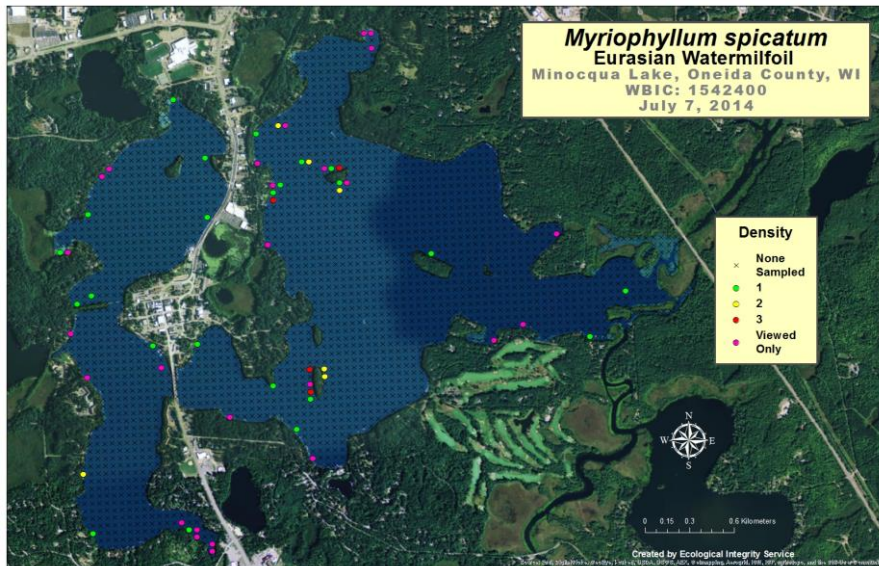 Myriophyllum spicatum
Eurasian Watermilfoil
Minocqua Lake, Oneida County, WI
WBIC: 1542400
July 7, 2014
Density
None
Sampled
1
2
3
Viewed
Only
N
W E
S
0 0.15 0.3 0.6 Kilometers
Created by Ecological Integrity Service